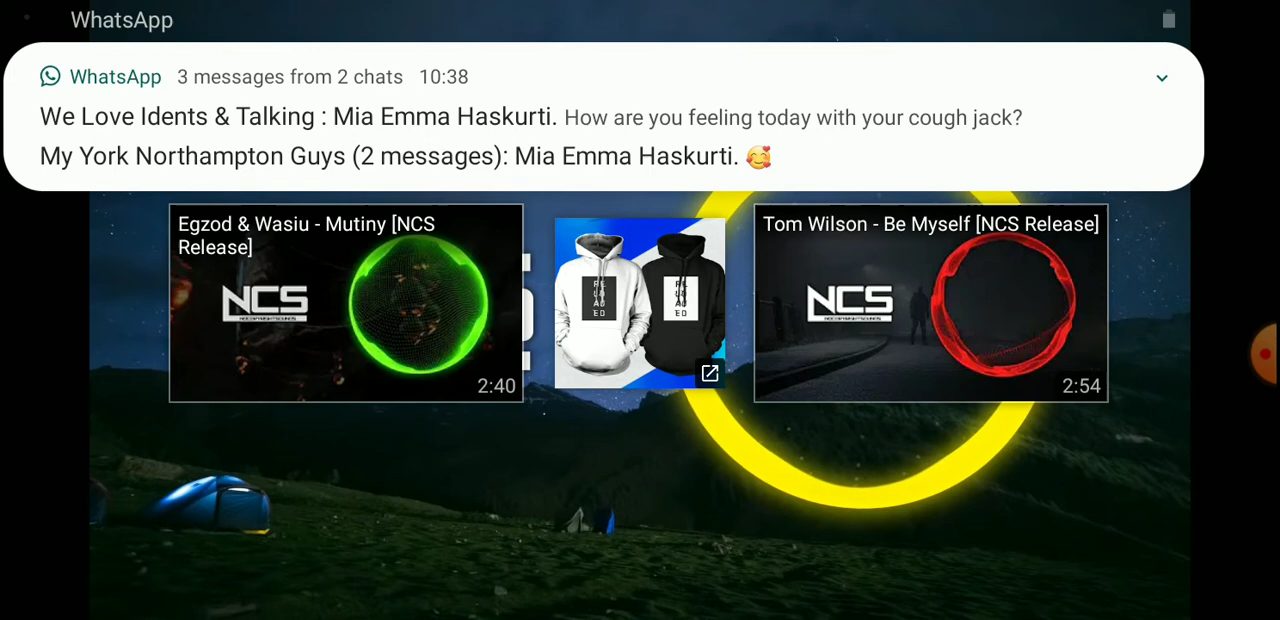 WhatsApp
WhatsApp 3 messages from 2 chats 10:38
We Love Idents & Talking : Mia Emma Haskurti. How are you feeling today with your cough jack?
My York Northampton Guys (2 messages): Mia Emma Haskurti. 🥰
Egzod & Wasiu - Mutiny [NCS
Release]
NCS
NOCOPYRIGHTSOUNDS
2:40
Tom Wilson - Be Myself [NCS Release]
NCS
NOCOPYRIGHTSOUNDS
2:54